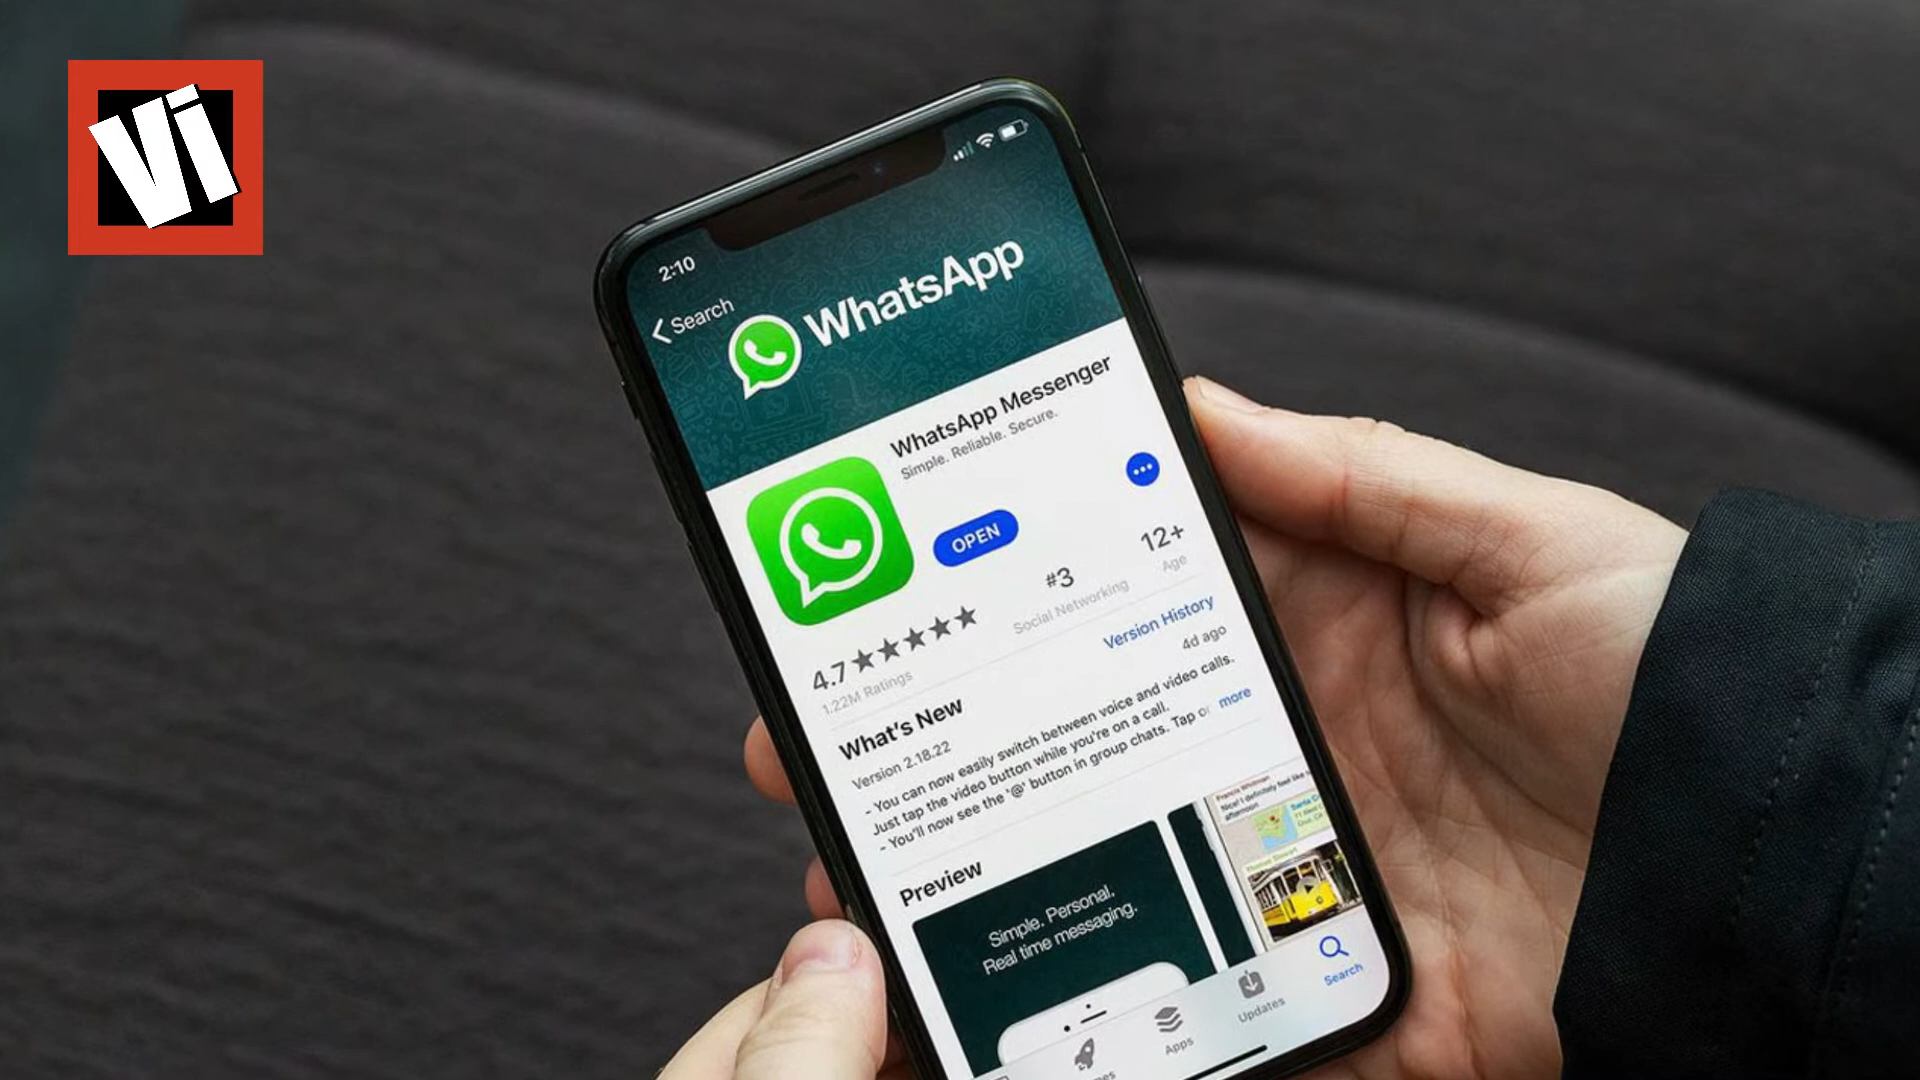 Vi
2:10
Search
WhatsApp
WhatsApp Messenger
Simple. Reliable. Secure.
OPEN
4.7
1.22M Ratings
#3
Social Networking
12+
Age
What's New
Version History
Version 2.18.22
4d ago
- You can now easily switch between voice and video calls.
Just tap the video button while you're on a call.
- You'll now see the '@' button in group chats. Tap
more
Preview
Simple. Personal.
Real time messaging.
Apps
Updates
Search